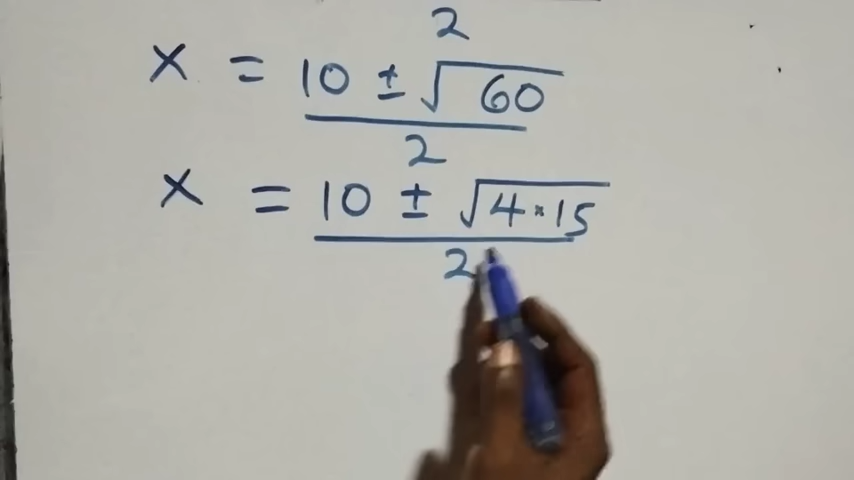 2
x = 10 ± √60
2
x = 10 ± √4 × 15
2